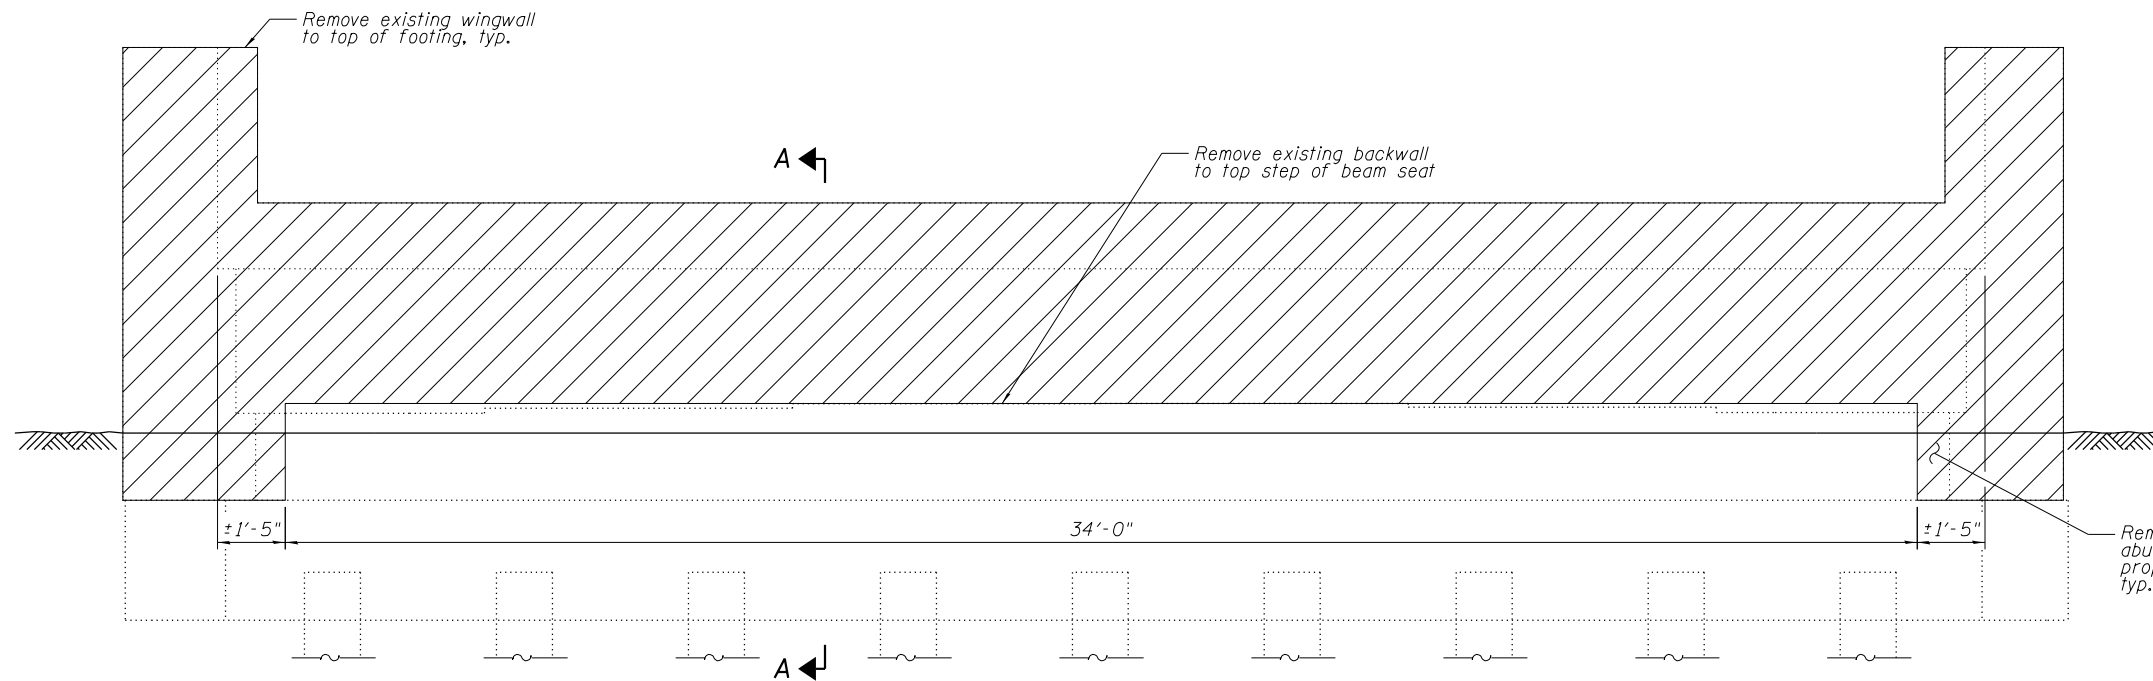 Remove existing wingwall
to top of footing, typ.
A
Remove existing backwall
to top step of beam seat
±1'-5"
34'-0"
±1'-5"
typ.
A